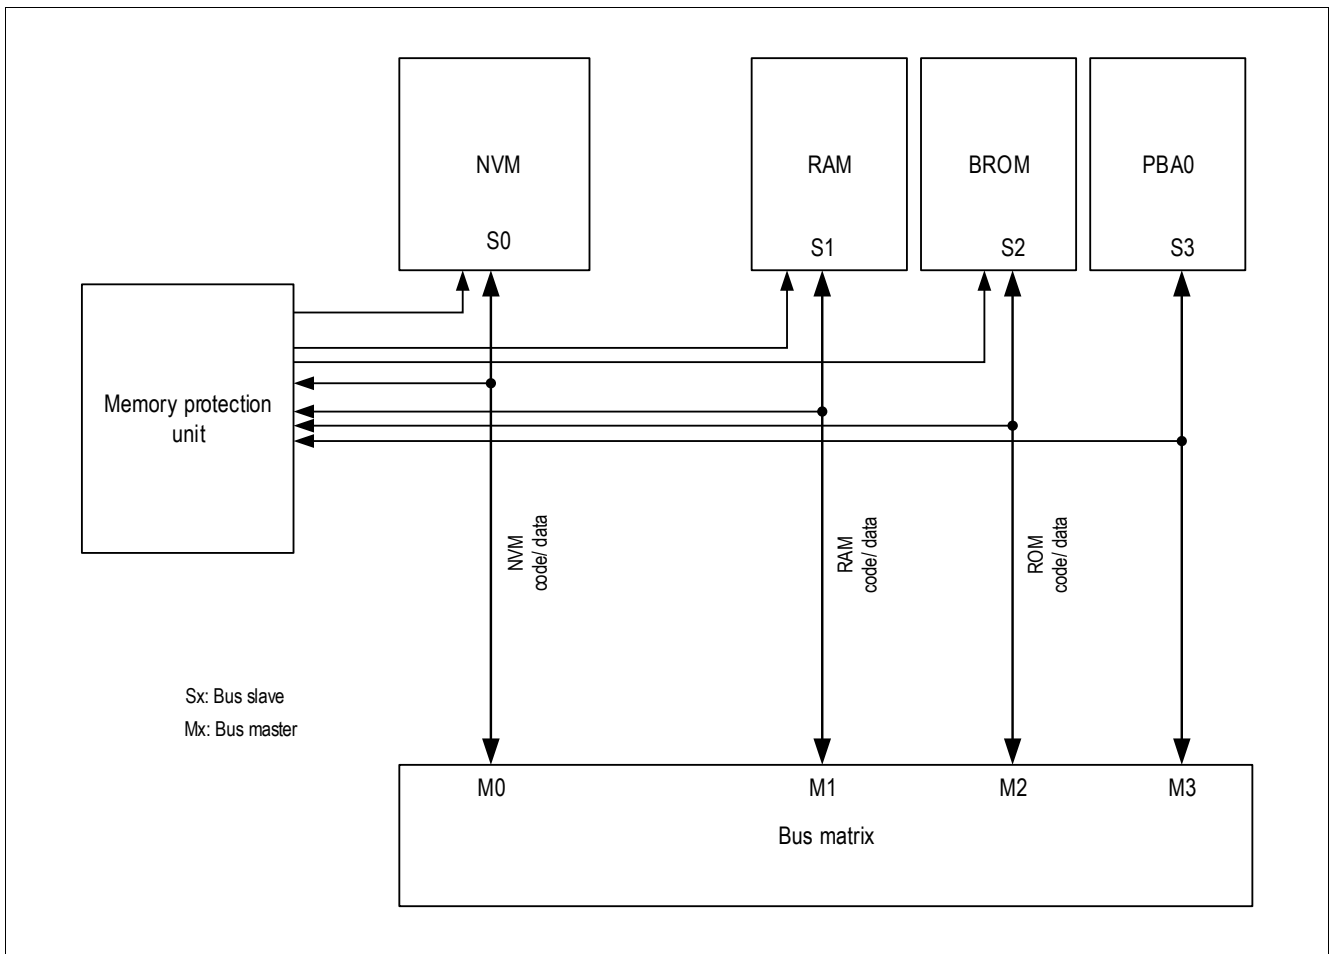 NVM
RAM
BROM
PBA0
S0
S1
S2
S3
Memory protection
unit
NVM
code/ data
RAM
code/ data
ROM
code/ data
Sx: Bus slave
Mx: Bus master
M0
M1
M2
M3
Bus matrix